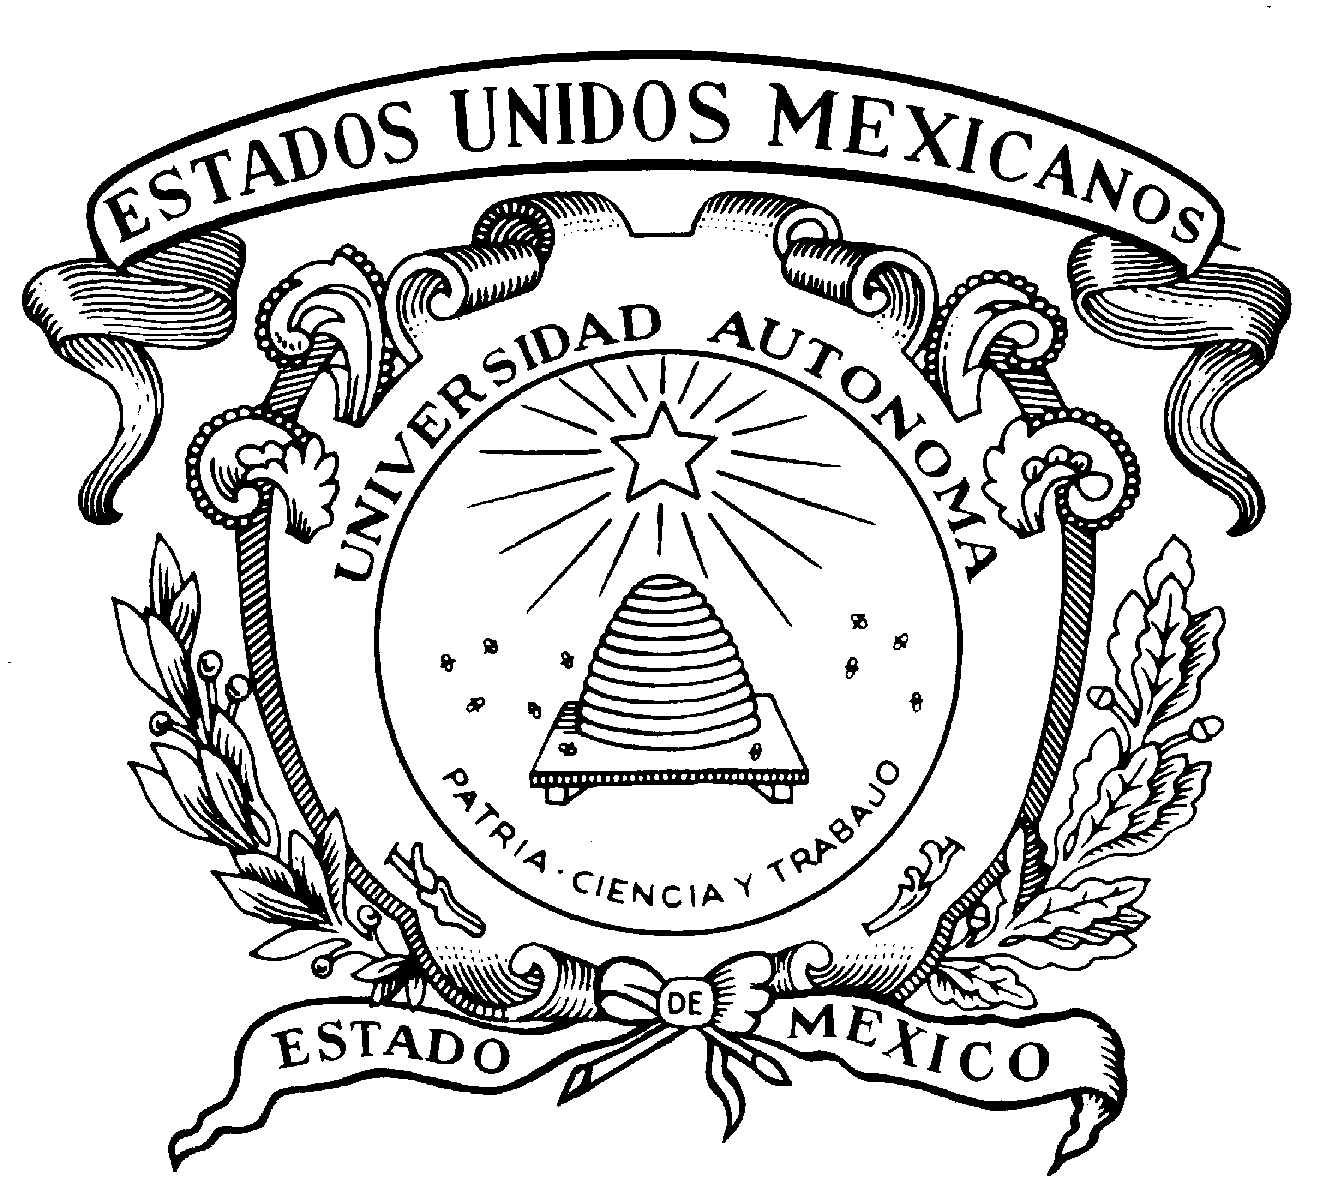 ESTADOS UNIDOS MEXICANOS
UNIVERSIDAD AUTONOMA
PATRIA · CIENCIA Y TRABAJO
DE
ESTADO MEXICO